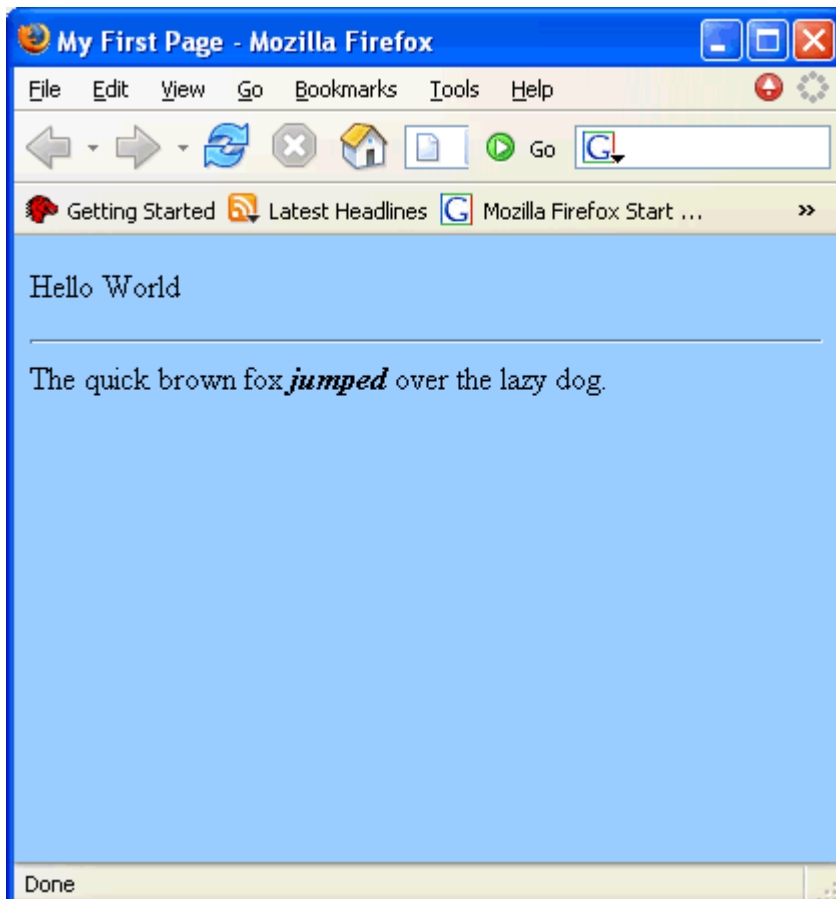 My First Page - Mozilla Firefox
File Edit View Go Bookmarks Tools Help
Go G
Getting Started Latest Headlines G Mozilla Firefox Start ... »
Hello World
The quick brown fox jumped over the lazy dog.
Done